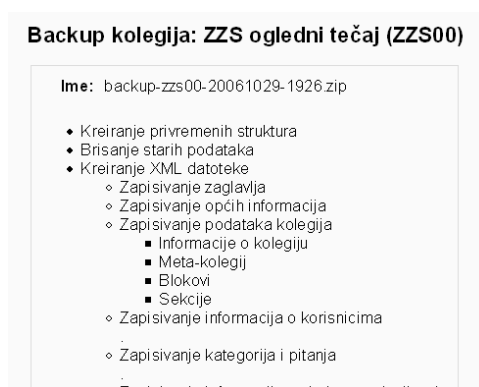 Backup kolegija: ZZS ogledni tečaj (ZZS00)
Ime: backup-zzs00-20061029-1926.zip
• Kreiranje privremenih struktura
• Brisanje starih podataka
• Kreiranje XML datoteke
◦ Zapisivanje zaglavlja
◦ Zapisivanje općih informacija
◦ Zapisivanje podataka kolegija
▪ Informacije o kolegiju
▪ Meta-kolegij
▪ Blokovi
▪ Sekcije
◦ Zapisivanje informacija o korisnicima
.
◦ Zapisivanje kategorija i pitanja
.